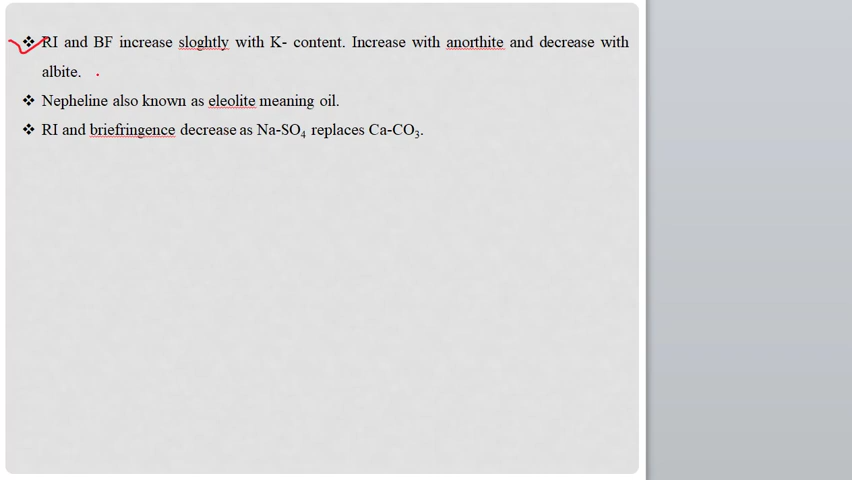 ❖ RI and BF increase sloghtly with K- content. Increase with anorthite and decrease with
albite.
❖ Nepheline also known as eleolite meaning oil.
❖ RI and briefringence decrease as Na-SO₄ replaces Ca-CO₃.